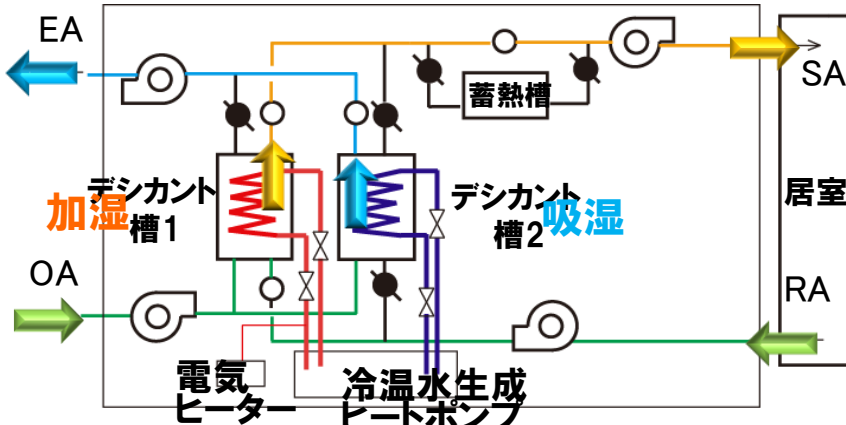 EA
SA
蓄熱槽
デシカント
槽1
加湿
デシカント
槽2
吸湿
居室
OA
RA
電気
ヒーター
冷温水生成
ヒートポンプ